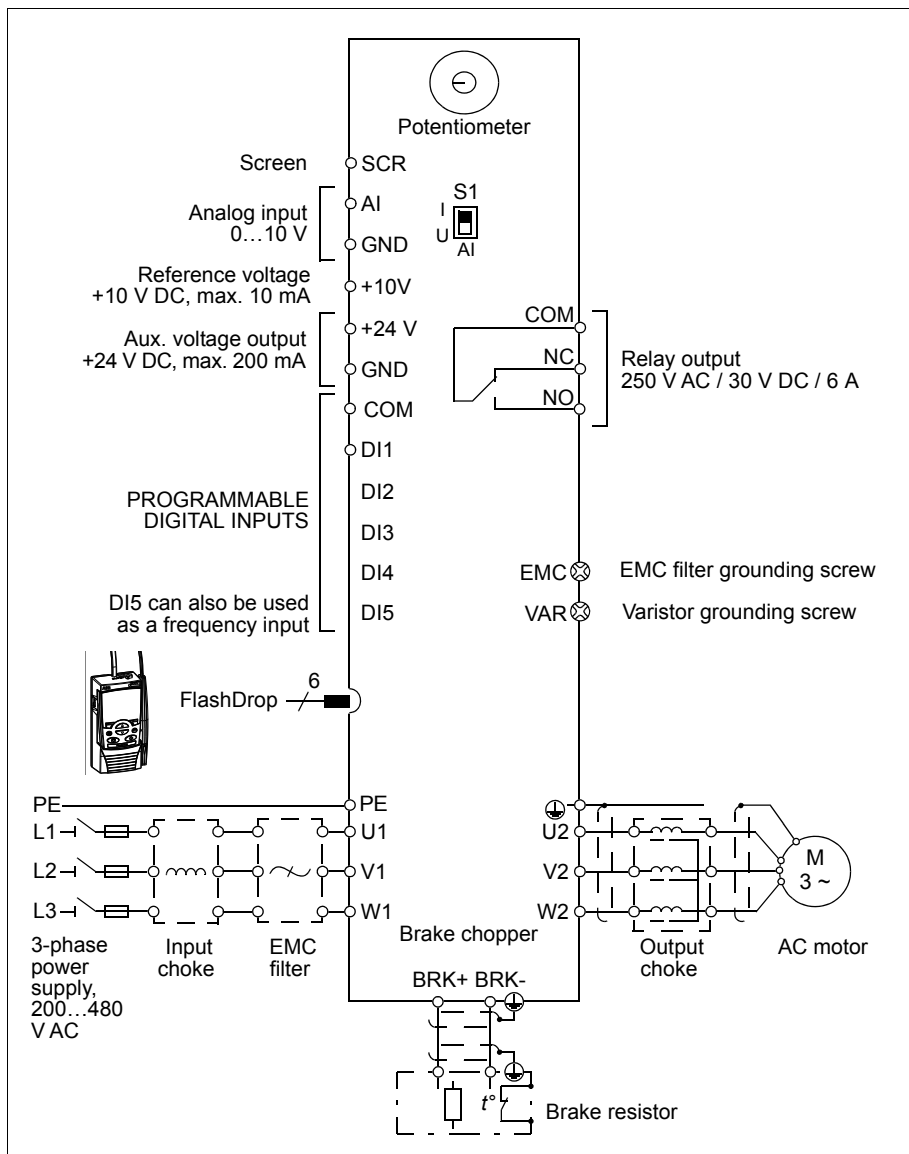 Potentiometer
Screen
SCR
S1
I
U
AI
Analog input
0…10 V
AI
GND
Reference voltage
+10 V DC, max. 10 mA
+10V
Aux. voltage output
+24 V DC, max. 200 mA
+24 V
GND
COM
NC
NO
Relay output
250 V AC / 30 V DC / 6 A
COM
DI1
DI2
DI3
DI4
DI5
PROGRAMMABLE
DIGITAL INPUTS
DI5 can also be used
as a frequency input
EMC
EMC filter grounding screw
VAR
Varistor grounding screw
FlashDrop
6
PE
L1
L2
L3
PE
U1
V1
W1
U2
V2
W2
M
3 ~
3-phase
power
supply,
200…480
V AC
Input
choke
EMC
filter
Brake chopper
BRK+ BRK-
Output
choke
AC motor
t°
Brake resistor